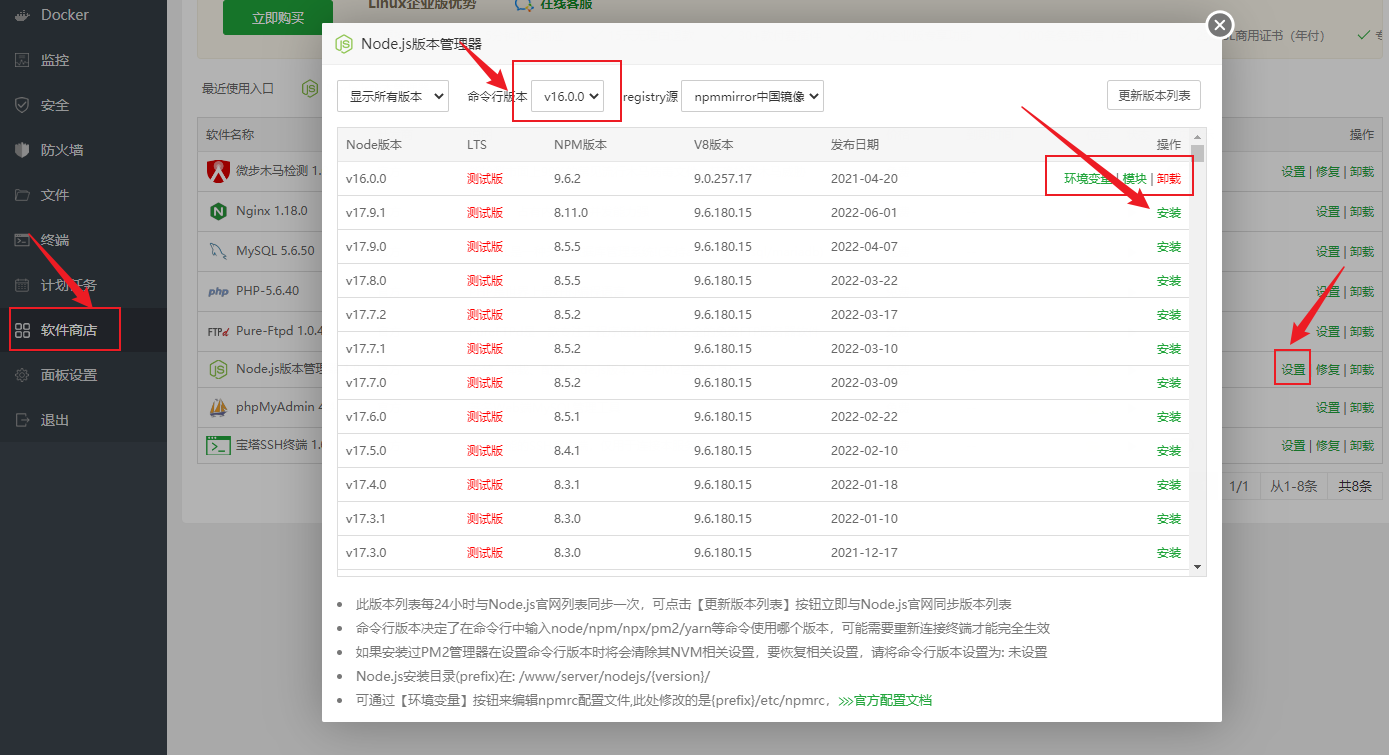 Docker
监控
安全
防火墙
文件
终端
计划任务
软件商店
面板设置
退出
立即购买
Linux企业版优势
在线客服
商用证书（年付）
最近使用入口
软件名称
操作
微步木马检测 1.
设置 | 修复 | 卸载
Nginx 1.18.0
设置 | 卸载
MySQL 5.6.50
设置 | 卸载
PHP-5.6.40
设置 | 卸载
Pure-Ftpd 1.0.4
设置 | 卸载
Node.js版本管理
设置 | 修复 | 卸载
phpMyAdmin 4
设置 | 卸载
宝塔SSH终端 1.
设置 | 修复 | 卸载
1/1 从1-8条 共8条
Node.js版本管理器
显示所有版本 命令行版本 v16.0.0 registry源 npmmirror中国镜像 更新版本列表
Node版本 LTS NPM版本 V8版本 发布日期 操作
v16.0.0 测试版 9.6.2 9.0.257.17 2021-04-20 环境变量 | 模块 | 卸载
v17.9.1 测试版 8.11.0 9.6.180.15 2022-06-01 安装
v17.9.0 测试版 8.5.5 9.6.180.15 2022-04-07 安装
v17.8.0 测试版 8.5.5 9.6.180.15 2022-03-22 安装
v17.7.2 测试版 8.5.2 9.6.180.15 2022-03-17 安装
v17.7.1 测试版 8.5.2 9.6.180.15 2022-03-10 安装
v17.7.0 测试版 8.5.2 9.6.180.15 2022-03-09 安装
v17.6.0 测试版 8.5.1 9.6.180.15 2022-02-22 安装
v17.5.0 测试版 8.4.1 9.6.180.15 2022-02-10 安装
v17.4.0 测试版 8.3.1 9.6.180.15 2022-01-18 安装
v17.3.1 测试版 8.3.0 9.6.180.15 2022-01-10 安装
v17.3.0 测试版 8.3.0 9.6.180.15 2021-12-17 安装
此版本列表每24小时与Node.js官网列表同步一次，可点击【更新版本列表】按钮立即与Node.js官网同步版本列表
命令行版本决定了在命令行中输入node/npm/npx/pm2/yarn等命令使用哪个版本，可能需要重新连接终端才能完全生效
如果安装过PM2管理器在设置命令行版本时将会清除其NVM相关设置，要恢复相关设置，请将命令行版本设置为: 未设置
Node.js安装目录(prefix)在: /www/server/nodejs/{version}/
可通过【环境变量】按钮来编辑npmrc配置文件,此处修改的是{prefix}/etc/npmrc，>>>官方配置文档